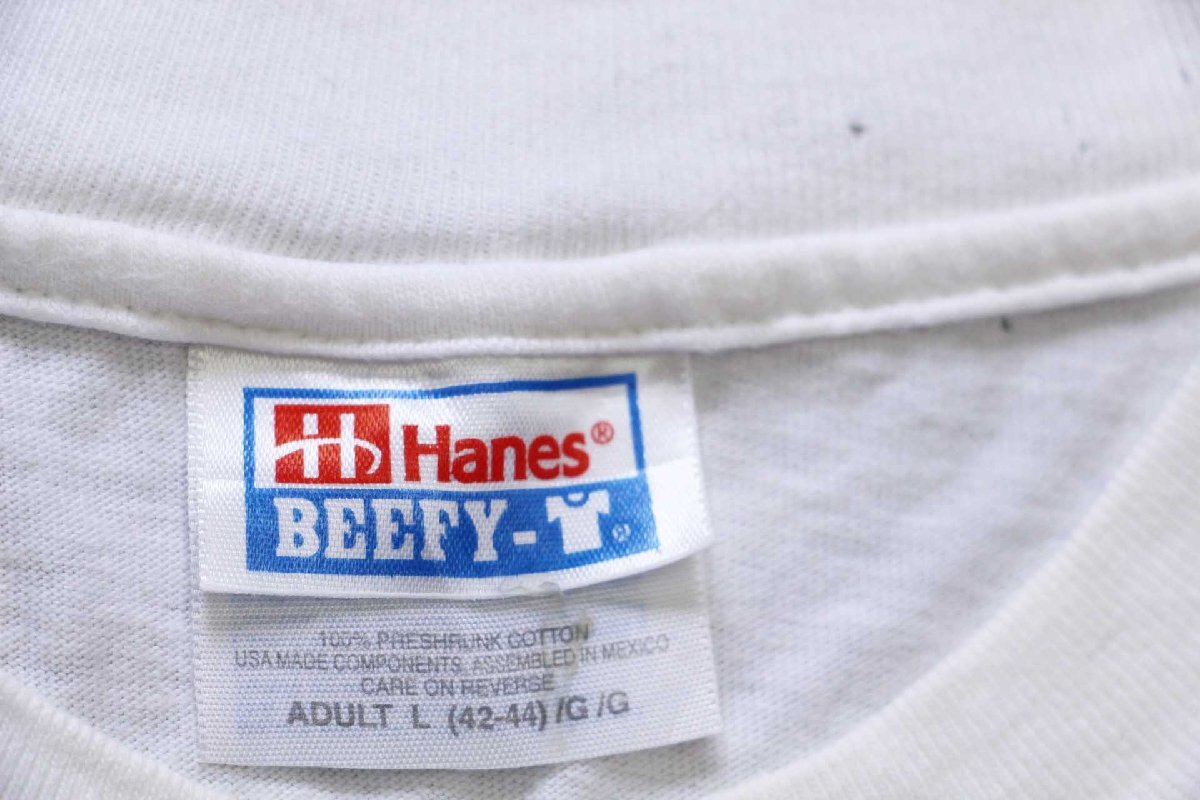 H Hanes®
BEEFY-T®
100% PRESHRUNK COTTON
USA MADE COMPONENTS, ASSEMBLED IN MEXICO
CARE ON REVERSE
ADULT L (42-44) /G /G